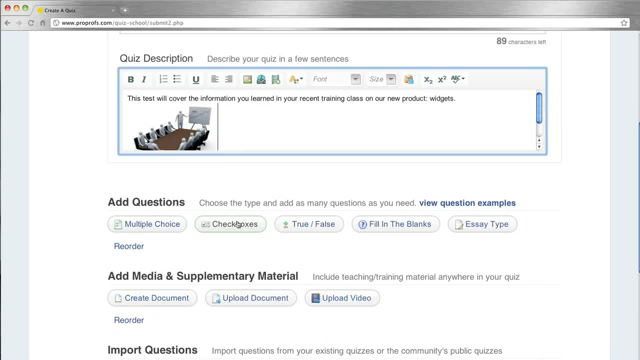 Create A Quiz
www.proprofs.com/quiz-school/submit2.php
89 characters left
Quiz Description Describe your quiz in a few sentences
B I U Font Size X2 X2 ABC
This test will cover the information you learned in your recent training class on our new product: widgets.
Add Questions Choose the type and add as many questions as you need. view question examples
Multiple Choice Checkboxes True / False Fill In The Blanks Essay Type
Reorder
Add Media & Supplementary Material Include teaching/training material anywhere in your quiz
Create Document Upload Document Upload Video
Reorder
Import Questions Import questions from your existing quizzes or the community's public quizzes